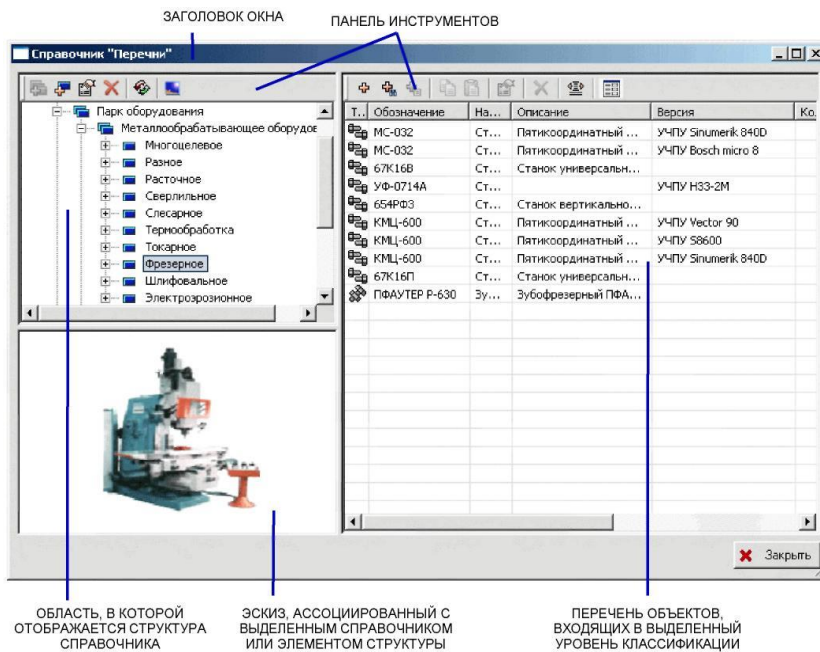 ЗАГОЛОВОК ОКНА
ПАНЕЛЬ ИНСТРУМЕНТОВ
Справочник "Перечни"
Парк оборудования
Металлообрабатывающее оборудов
Многоцелевое
Разное
Расточное
Сверлильное
Слесарное
Термообработка
Токарное
Фрезерное
Шлифовальное
Электроэрозионное
Т.. Обозначение На... Описание Версия Ко.
МС-032 Ст... Пятикоординатный ... УЧПУ Sinumerik 840D
МС-032 Ст... Пятикоординатный ... УЧПУ Bosch micro 8
67К16В Ст... Станок универсальн...
УФ-0714А Ст... УЧПУ Н33-2М
654РФ3 Ст... Станок вертикально...
КМЦ-600 Ст... Пятикоординатный ... УЧПУ Vector 90
КМЦ-600 Ст... Пятикоординатный ... УЧПУ S8600
КМЦ-600 Ст... Пятикоординатный ... УЧПУ Sinumerik 840D
67К16П Ст... Станок универсальн...
ПФАУТЕР Р-630 Зу... Зубофрезерный ПФА...
Закрыть
ОБЛАСТЬ, В КОТОРОЙ
ОТОБРАЖАЕТСЯ СТРУКТУРА
СПРАВОЧНИКА
ЭСКИЗ, АССОЦИИРОВАННЫЙ С
ВЫДЕЛЕННЫМ СПРАВОЧНИКОМ
ИЛИ ЭЛЕМЕНТОМ СТРУКТУРЫ
ПЕРЕЧЕНЬ ОБЪЕКТОВ,
ВХОДЯЩИХ В ВЫДЕЛЕННЫЙ
УРОВЕНЬ КЛАССИФИКАЦИИ